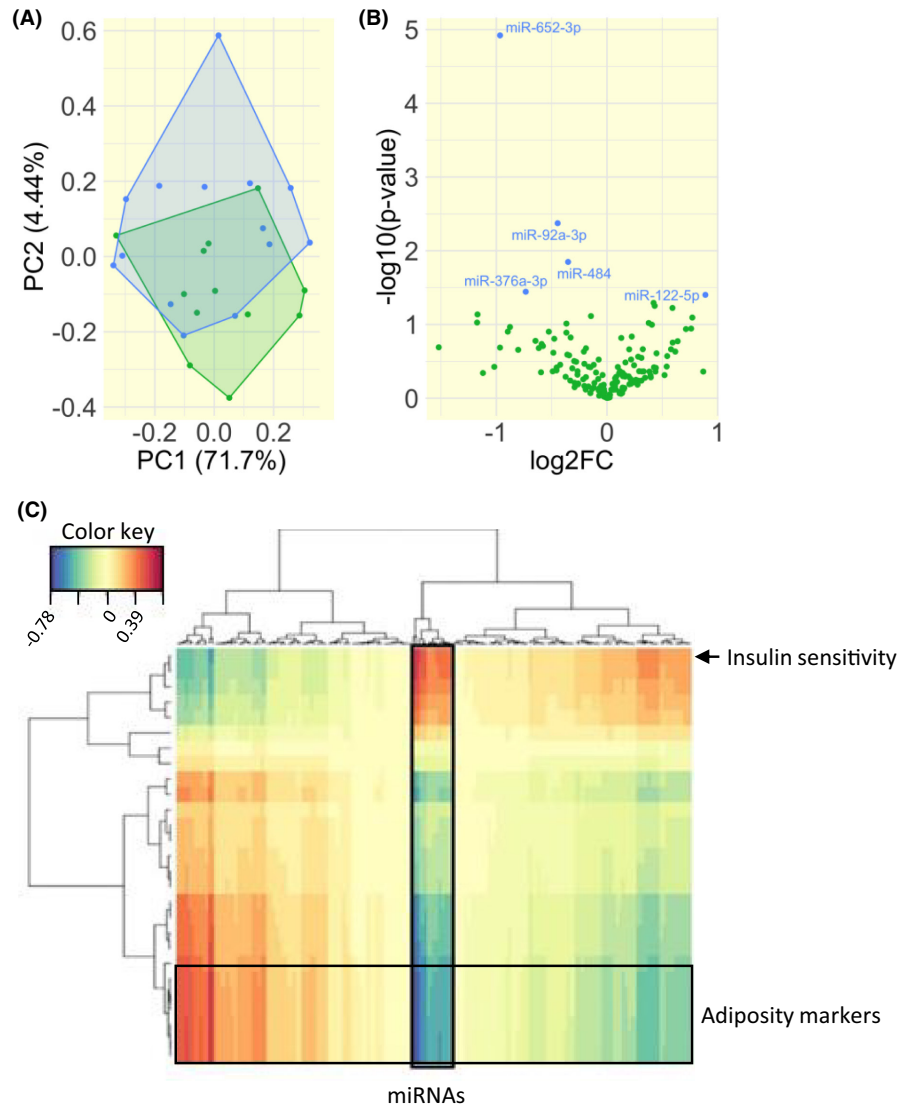 (A)
0.6
0.4
0.2
0.0
-0.2
-0.4
PC2 (4.44%)
-0.2 0.0 0.2
PC1 (71.7%)
(B)
5
4
3
2
1
0
-log10(p-value)
miR-652-3p
miR-92a-3p
miR-484
miR-376a-3p
miR-122-5p
-1 0 1
log2FC
(C)
Color key
-0.78 0 0.39
Insulin sensitivity
Adiposity markers
miRNAs